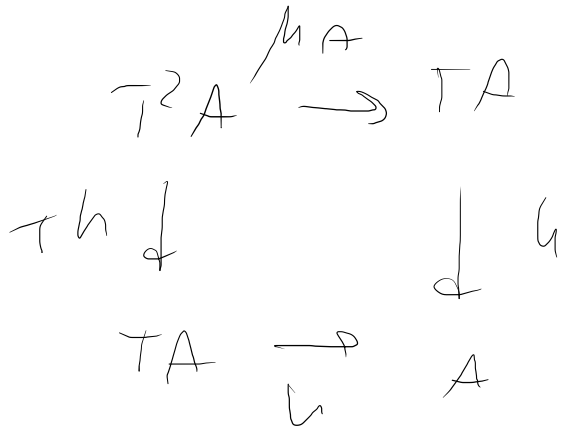 μA
T²A → TA
Th ↓ ↓ h
TA → A
h